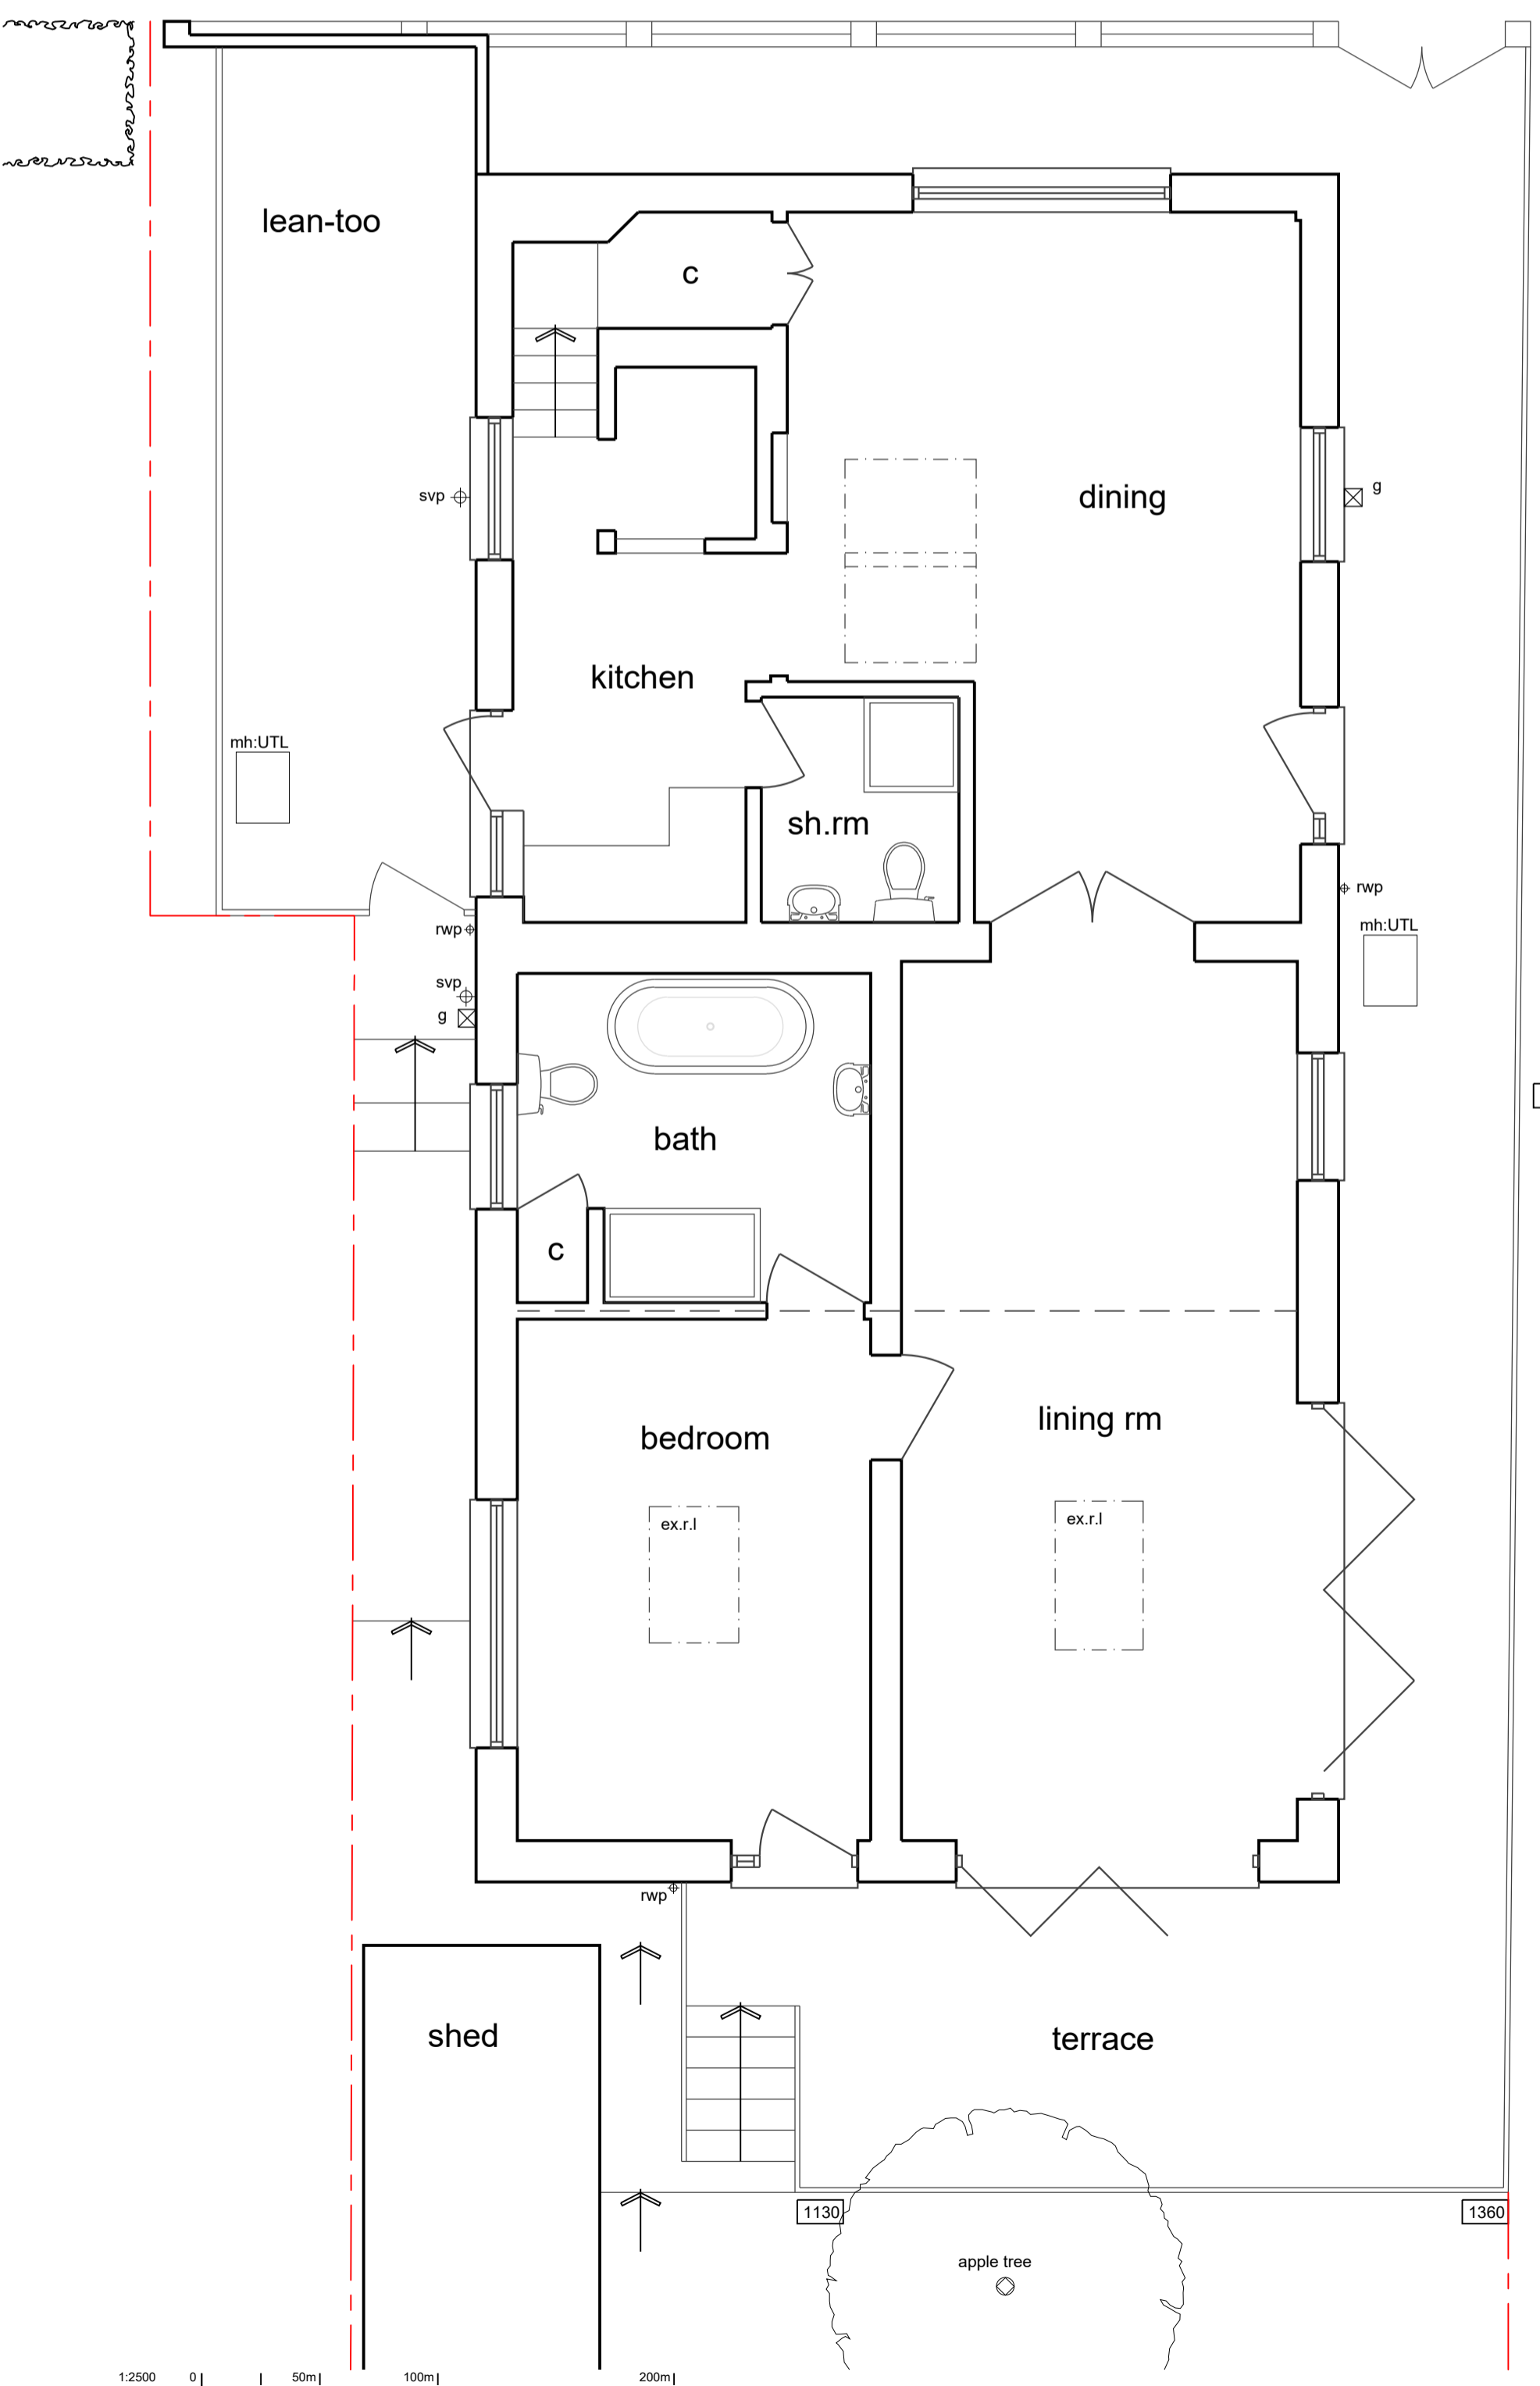 lean-too
c
svp
dining
g
kitchen
mh:UTL
sh.rm
rwp
rwp
mh:UTL
svp
g
bath
c
lining rm
bedroom
ex.r.l
ex.r.l
rwp
shed
terrace
1130
1360
apple tree
1:2500 0 50m 100m 200m